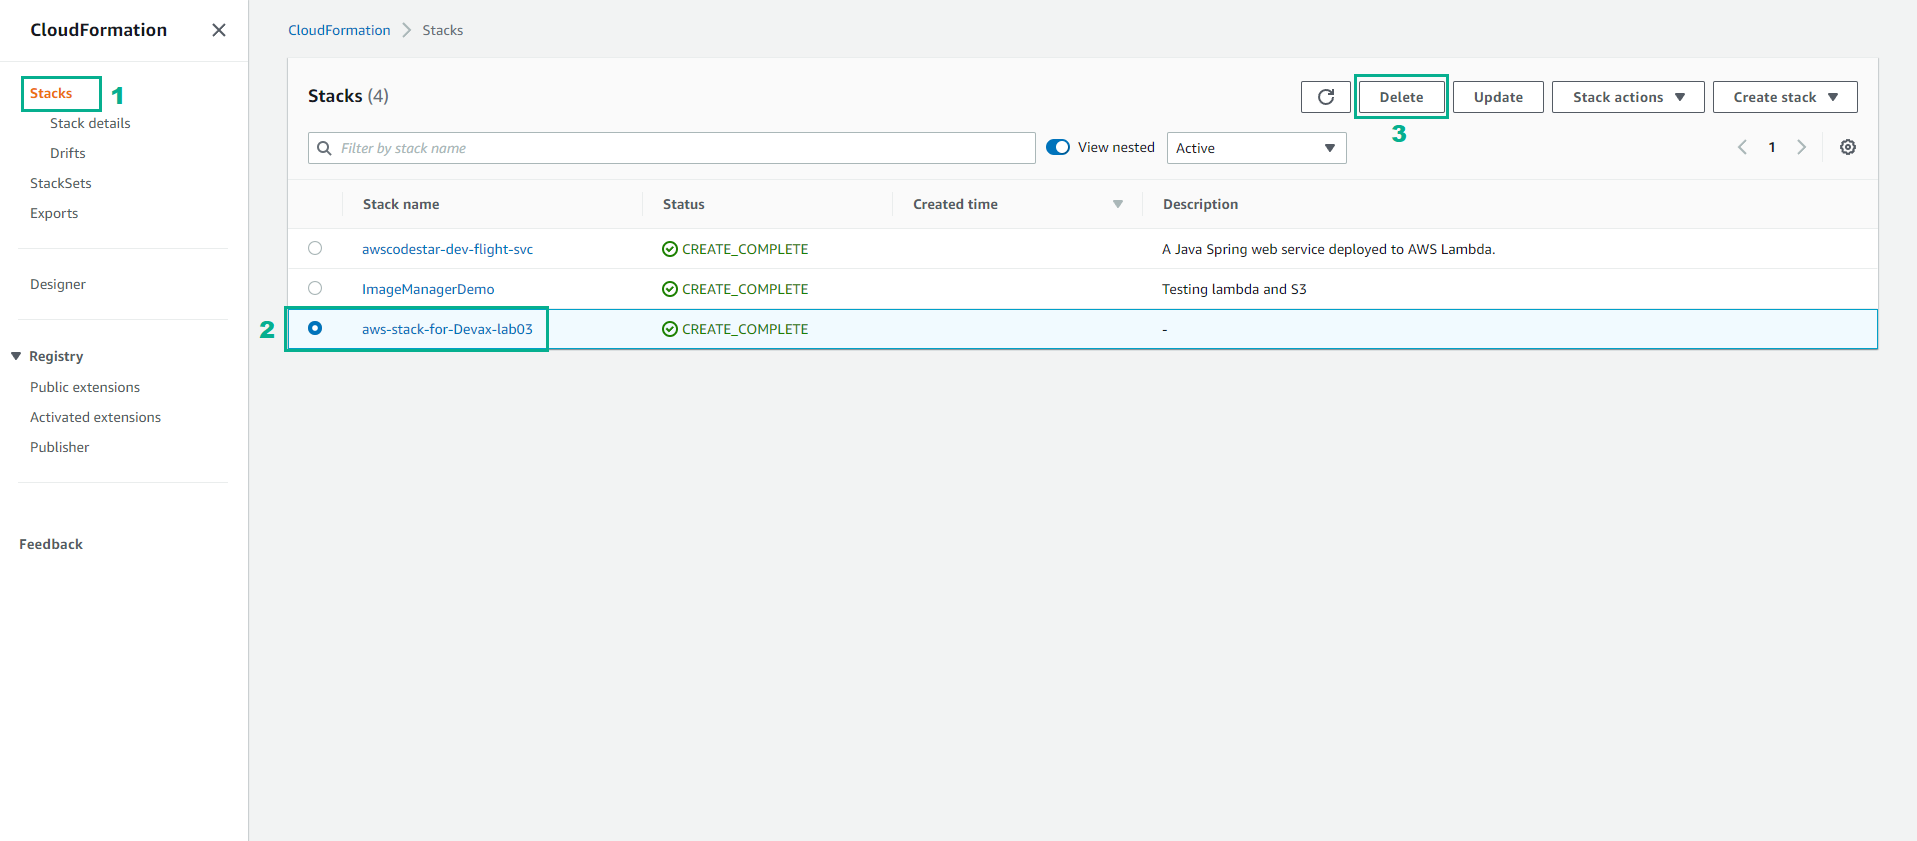 CloudFormation
Stacks 1
Stack details
Drifts
StackSets
Exports
Designer
Registry
Public extensions
Activated extensions
Publisher
Feedback
CloudFormation Stacks
Stacks (4)
Delete Update Stack actions Create stack
3
Filter by stack name View nested Active 1
Stack name Status Created time Description
awscodestar-dev-flight-svc CREATE_COMPLETE A Java Spring web service deployed to AWS Lambda.
ImageManagerDemo CREATE_COMPLETE Testing lambda and S3
2 aws-stack-for-Devax-lab03 CREATE_COMPLETE -